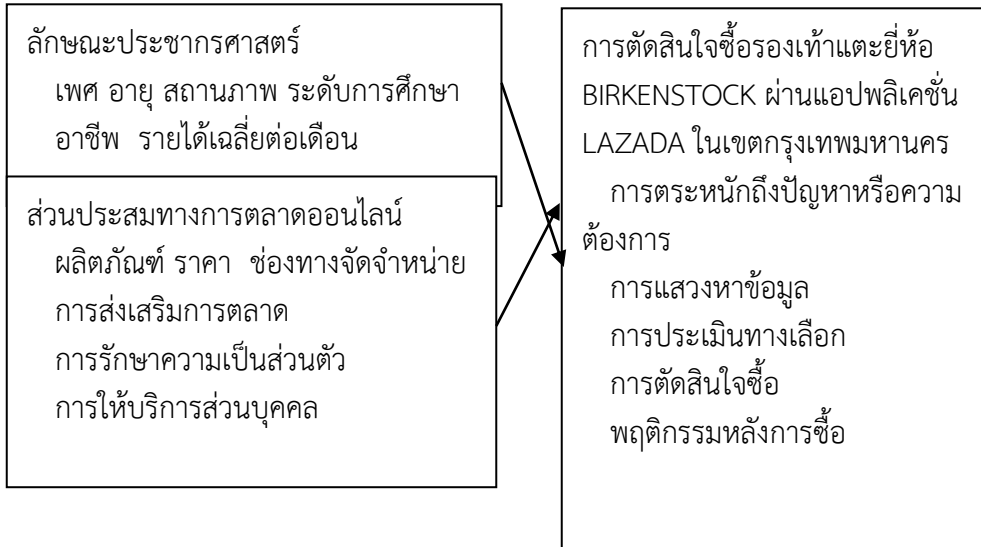 ลักษณะประชากรศาสตร์
เพศ อายุ สถานภาพ ระดับการศึกษา
อาชีพ รายได้เฉลี่ยต่อเดือน
ส่วนประสมทางการตลาดออนไลน์
ผลิตภัณฑ์ ราคา ช่องทางจัดจำหน่าย
การส่งเสริมการตลาด
การรักษาความเป็นส่วนตัว
การให้บริการส่วนบุคคล
การตัดสินใจซื้อรองเท้าแตะยี่ห้อ
BIRKENSTOCK ผ่านแอปพลิเคชั่น
LAZADA ในเขตกรุงเทพมหานคร
การตระหนักถึงปัญหาหรือความ
ต้องการ
การแสวงหาข้อมูล
การประเมินทางเลือก
การตัดสินใจซื้อ
พฤติกรรมหลังการซื้อ